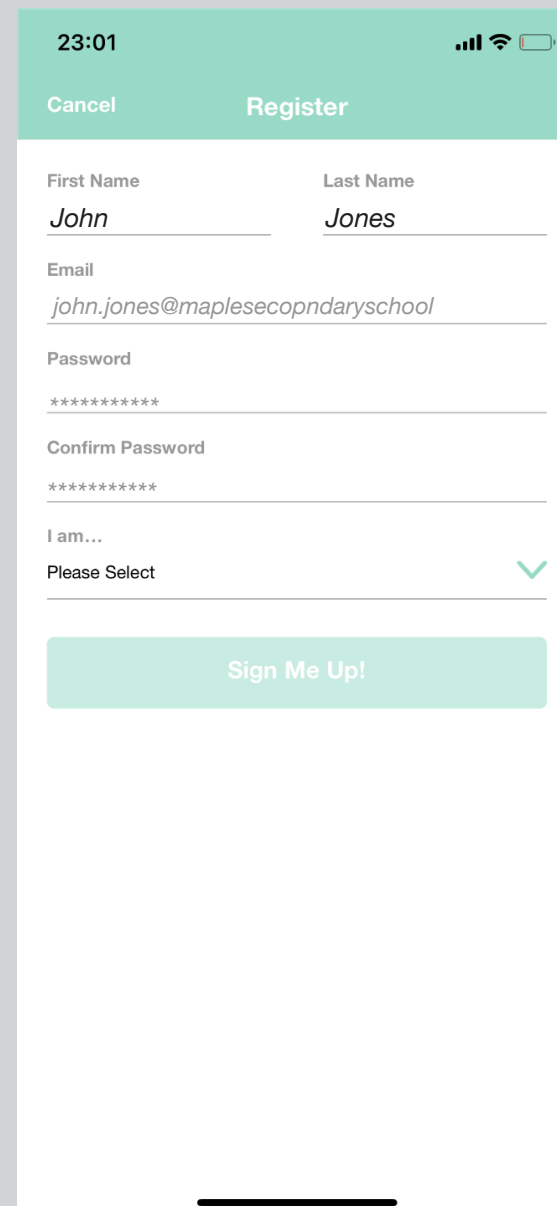 23:01
Cancel Register
First Name Last Name
John Jones
Email
john.jones@maplesecopndaryschool
Password
***********
Confirm Password
***********
I am...
Please Select
Sign Me Up!